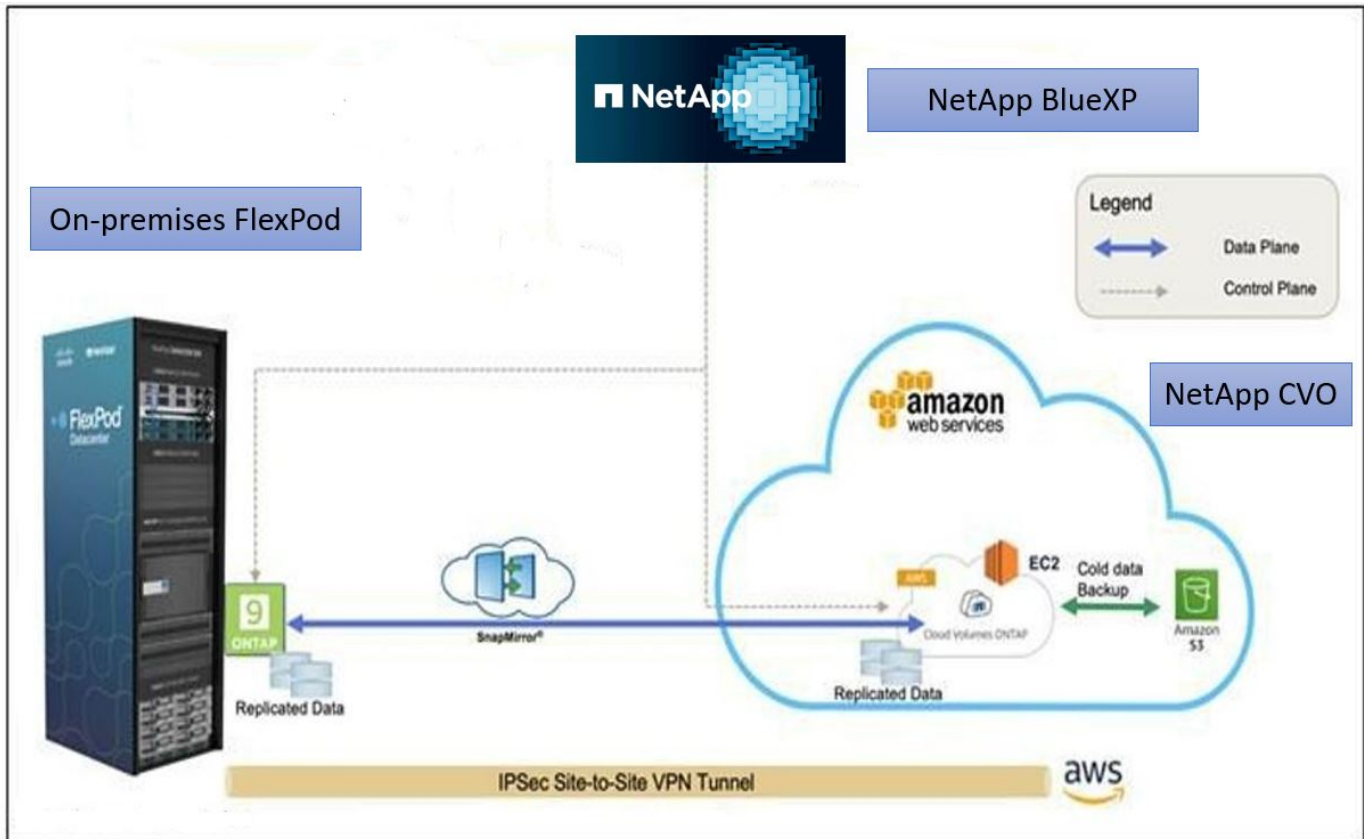 NetApp
NetApp BlueXP
On-premises FlexPod
Legend
Data Plane
Control Plane
NetApp CVO
amazon
web services
FlexPod
Datacenter
AWS
EC2
Cold data
Backup
9
ONTAP
SnapMirror®
Cloud Volumes ONTAP
Amazon
S3
Replicated Data
Replicated Data
IPSec Site-to-Site VPN Tunnel
aws